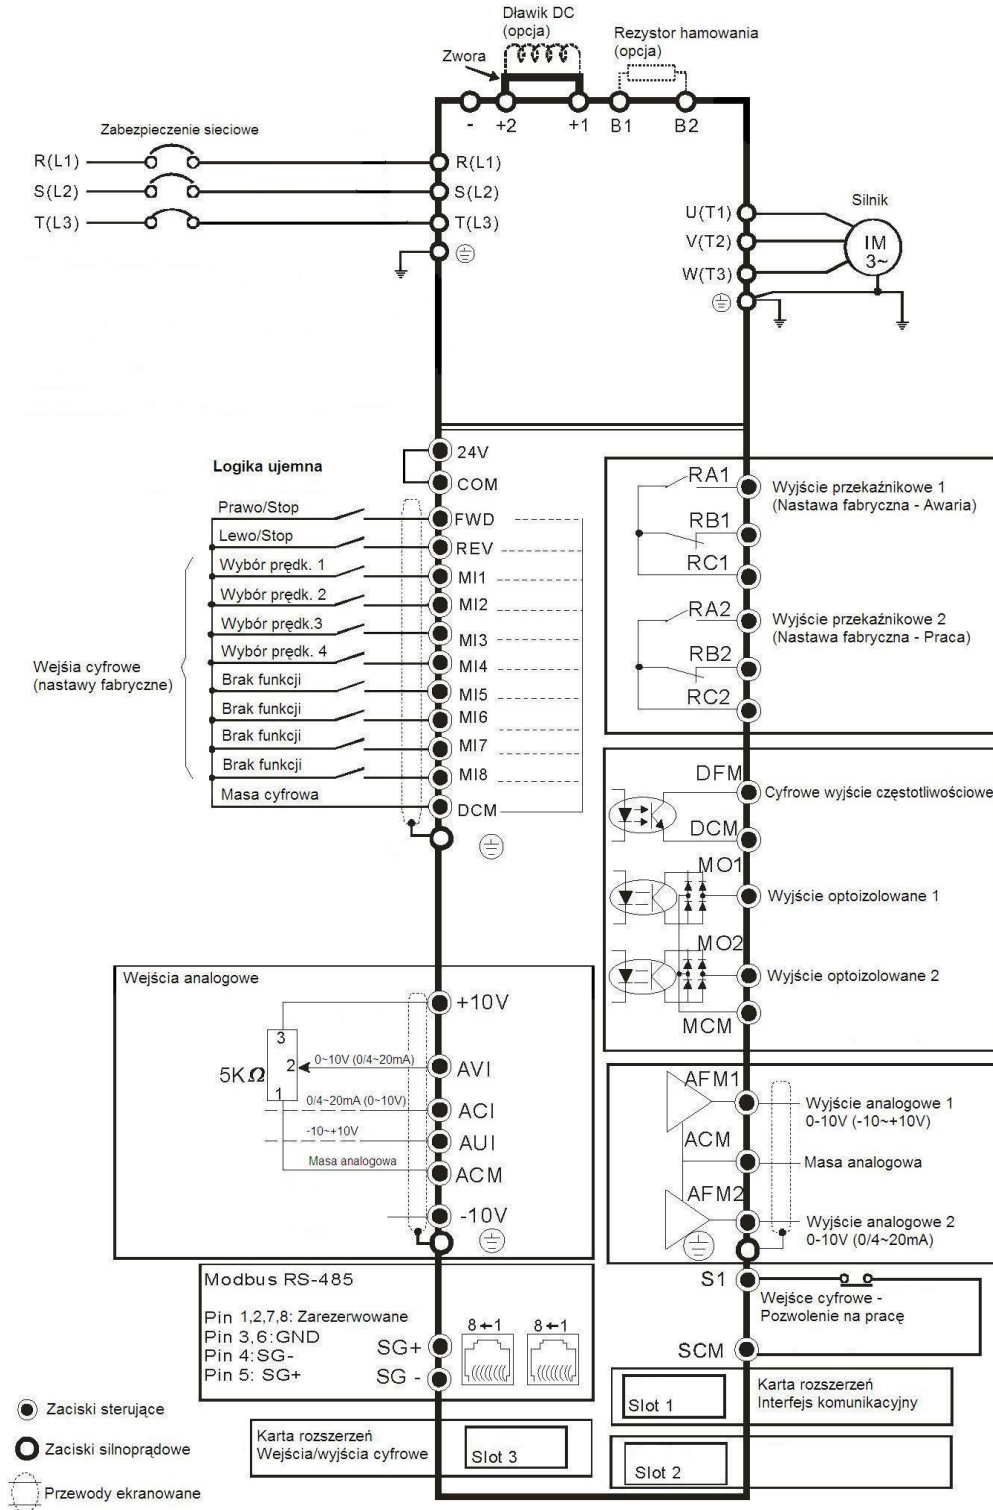 Dławik DC
(opcja)
Rezystor hamowania
(opcja)
Zwora
-
+2
+1
B1
B2
Zabezpieczenie sieciowe
R(L1)
R(L1)
S(L2)
S(L2)
T(L3)
T(L3)
Silnik
U(T1)
V(T2)
W(T3)
IM
3~
Logika ujemna
24V
COM
Prawo/Stop
FWD
Lewo/Stop
REV
Wybór prędk. 1
MI1
Wybór prędk. 2
MI2
Wybór prędk.3
MI3
Wybór prędk. 4
MI4
Brak funkcji
MI5
Brak funkcji
MI6
Brak funkcji
MI7
Brak funkcji
MI8
Masa cyfrowa
DCM
Wejśia cyfrowe
(nastawy fabryczne)
RA1
Wyjście przekaźnikowe 1
(Nastawa fabryczna - Awaria)
RB1
RC1
RA2
Wyjście przekaźnikowe 2
(Nastawa fabryczna - Praca)
RB2
RC2
DFM
Cyfrowe wyjście częstotliwościowe
DCM
MO1
Wyjście optoizolowane 1
MO2
Wyjście optoizolowane 2
MCM
Wejścia analogowe
+10V
3
2
1
5KΩ
0~10V (0/4~20mA)
AVI
0/4~20mA (0~10V)
ACI
-10~+10V
AUI
Masa analogowa
ACM
-10V
AFM1
Wyjście analogowe 1
0-10V (-10~+10V)
ACM
Masa analogowa
AFM2
Wyjście analogowe 2
0-10V (0/4~20mA)
S1
Wejśce cyfrowe -
Pozwolenie na pracę
SCM
Modbus RS-485
Pin 1,2,7,8: Zarezerwowane
Pin 3,6:GND
Pin 4:SG-
Pin 5: SG+
SG+
SG -
8←1
8←1
Slot 1
Karta rozszerzeń
Interfejs komunikacyjny
Slot 2
Karta rozszerzeń
Wejścia/wyjścia cyfrowe
Slot 3
Zaciski sterujące
Zaciski silnoprądowe
Przewody ekranowane